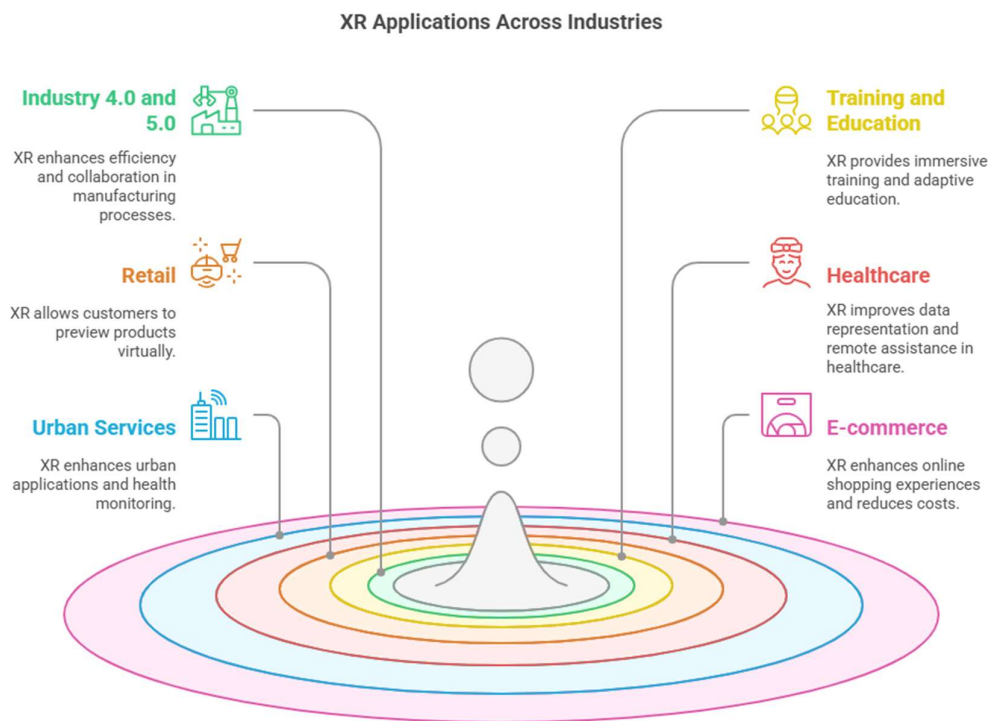 XR Applications Across Industries
Industry 4.0 and
5.0
XR enhances efficiency
and collaboration in
manufacturing
processes.
Retail
XR allows customers to
preview products
virtually.
Urban Services
XR enhances urban
applications and health
monitoring.
Training and
Education
XR provides immersive
training and adaptive
education.
Healthcare
XR improves data
representation and
remote assistance in
healthcare.
E-commerce
XR enhances online
shopping experiences
and reduces costs.